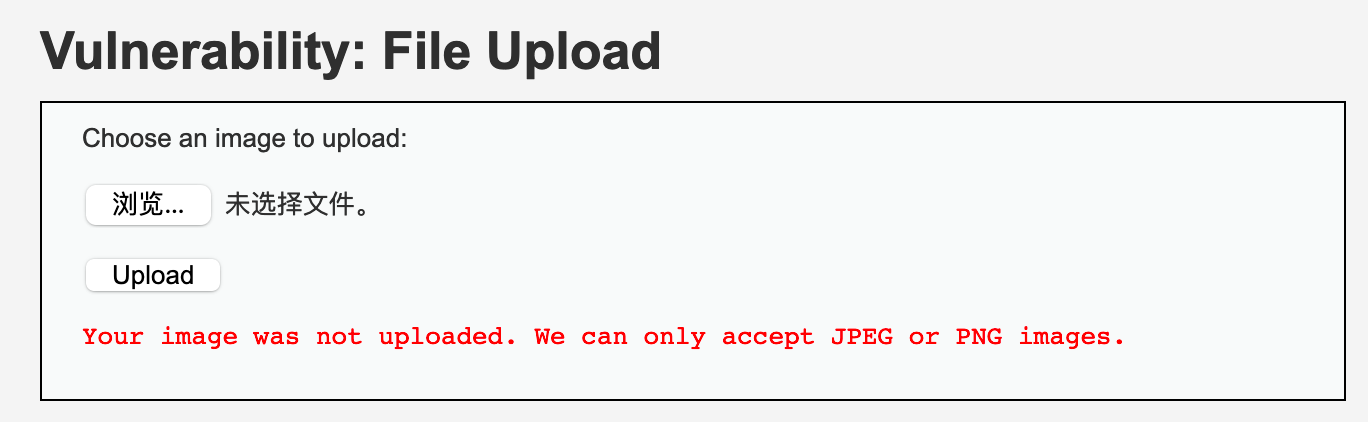 Vulnerability: File Upload
Choose an image to upload:
浏览... 未选择文件。
Upload
Your image was not uploaded. We can only accept JPEG or PNG images.